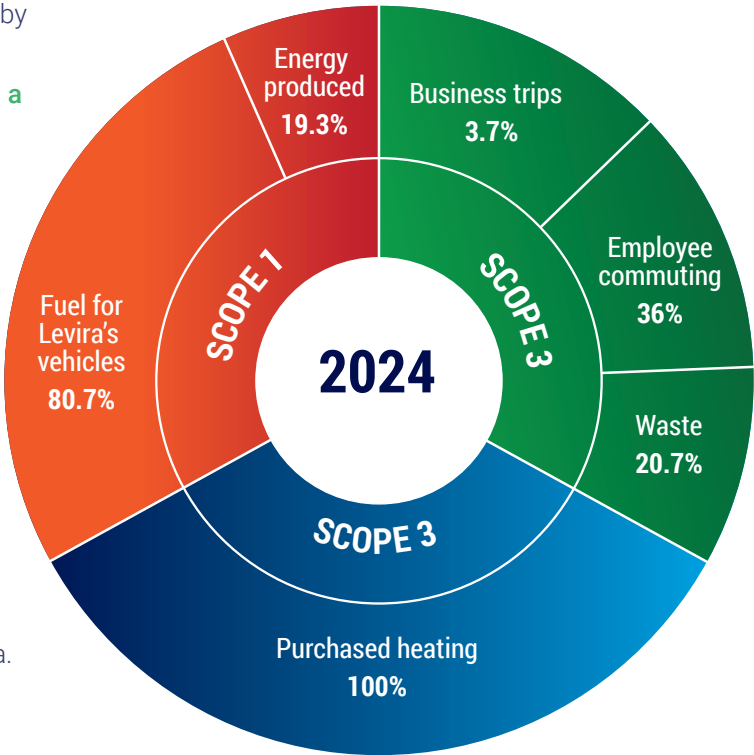 by
a
Energy
produced
19.3%
Business trips
3.7%
SCOPE 1
SCOPE 3
Employee
commuting
36%
Fuel for
Levira's
vehicles
80.7%
2024
Waste
20.7%
SCOPE 3
Purchased heating
100%
a.